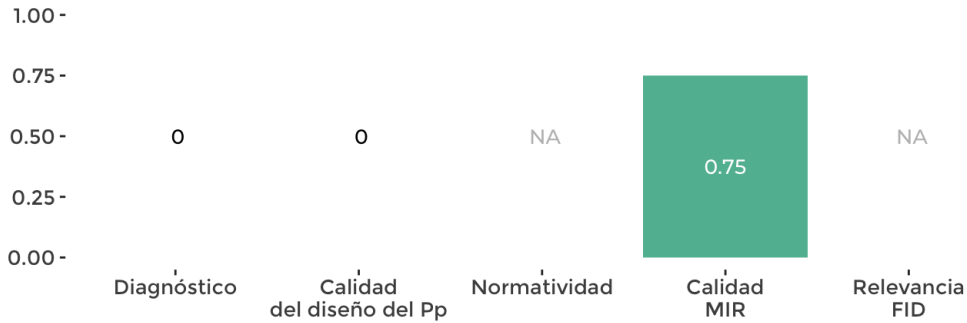 1.00
0.75
0.50
0.25
0.00
0
0
NA
0.75
NA
Diagnóstico
Calidad
del diseño del Pp
Normatividad
Calidad
MIR
Relevancia
FID